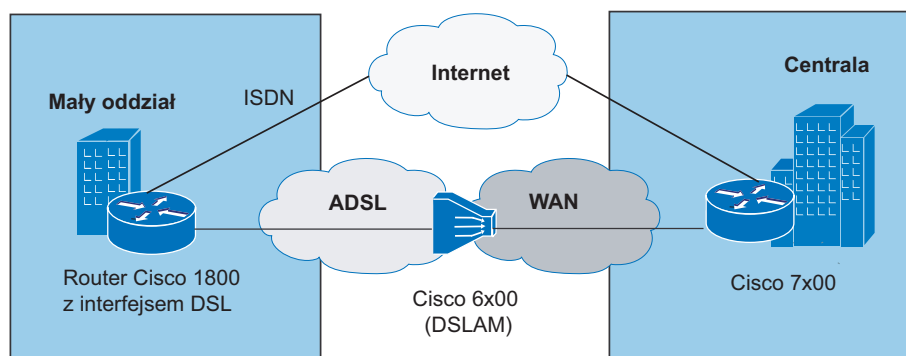 Internet
Centrala
Mały oddział
ISDN
ADSL
WAN
Router Cisco 1800
z interfejsem DSL
Cisco 6x00
(DSLAM)
Cisco 7x00